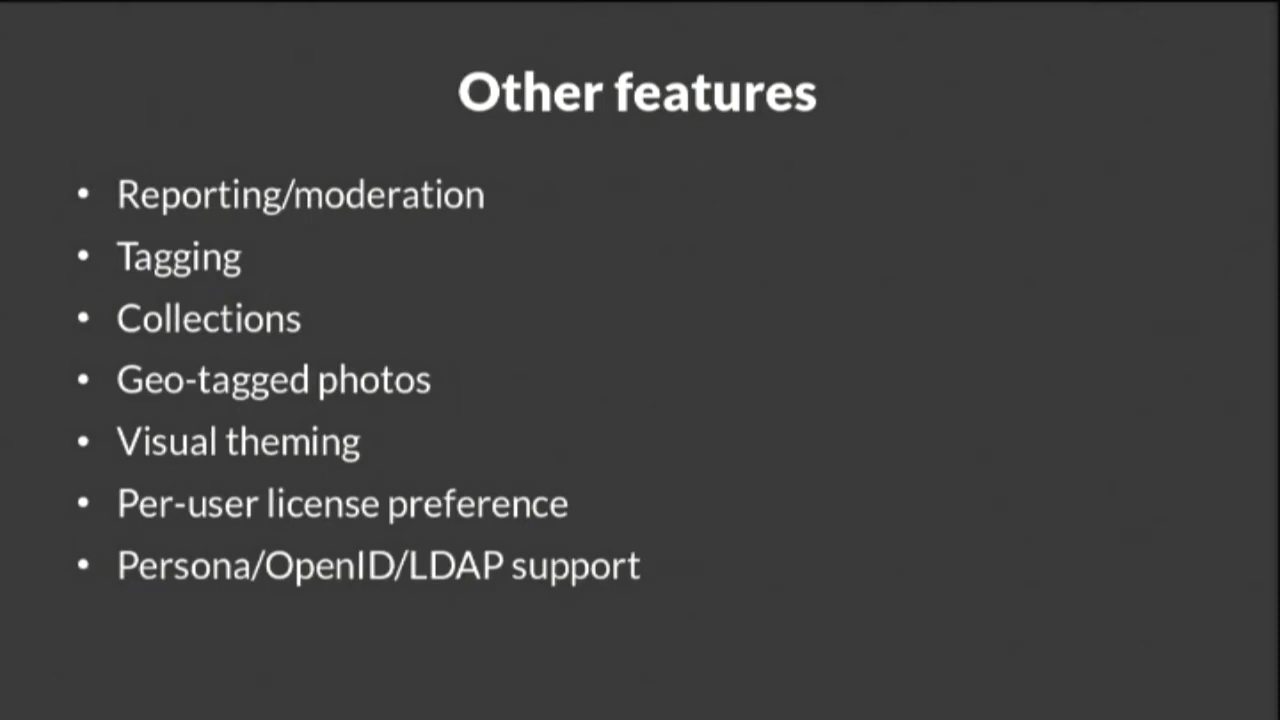 Other features
• Reporting/moderation
• Tagging
• Collections
• Geo-tagged photos
• Visual theming
• Per-user license preference
• Persona/OpenID/LDAP support